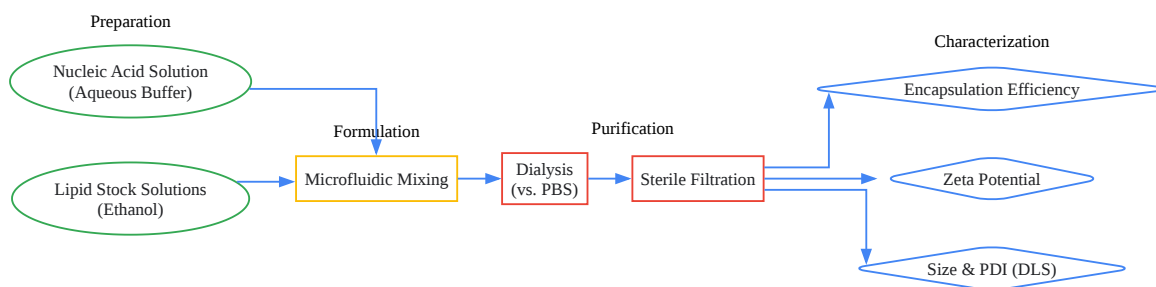 Preparation
Nucleic Acid Solution
(Aqueous Buffer)
Lipid Stock Solutions
(Ethanol)
Formulation
Microfluidic Mixing
Purification
Dialysis
(vs. PBS)
Sterile Filtration
Characterization
Encapsulation Efficiency
Zeta Potential
Size & PDI (DLS)